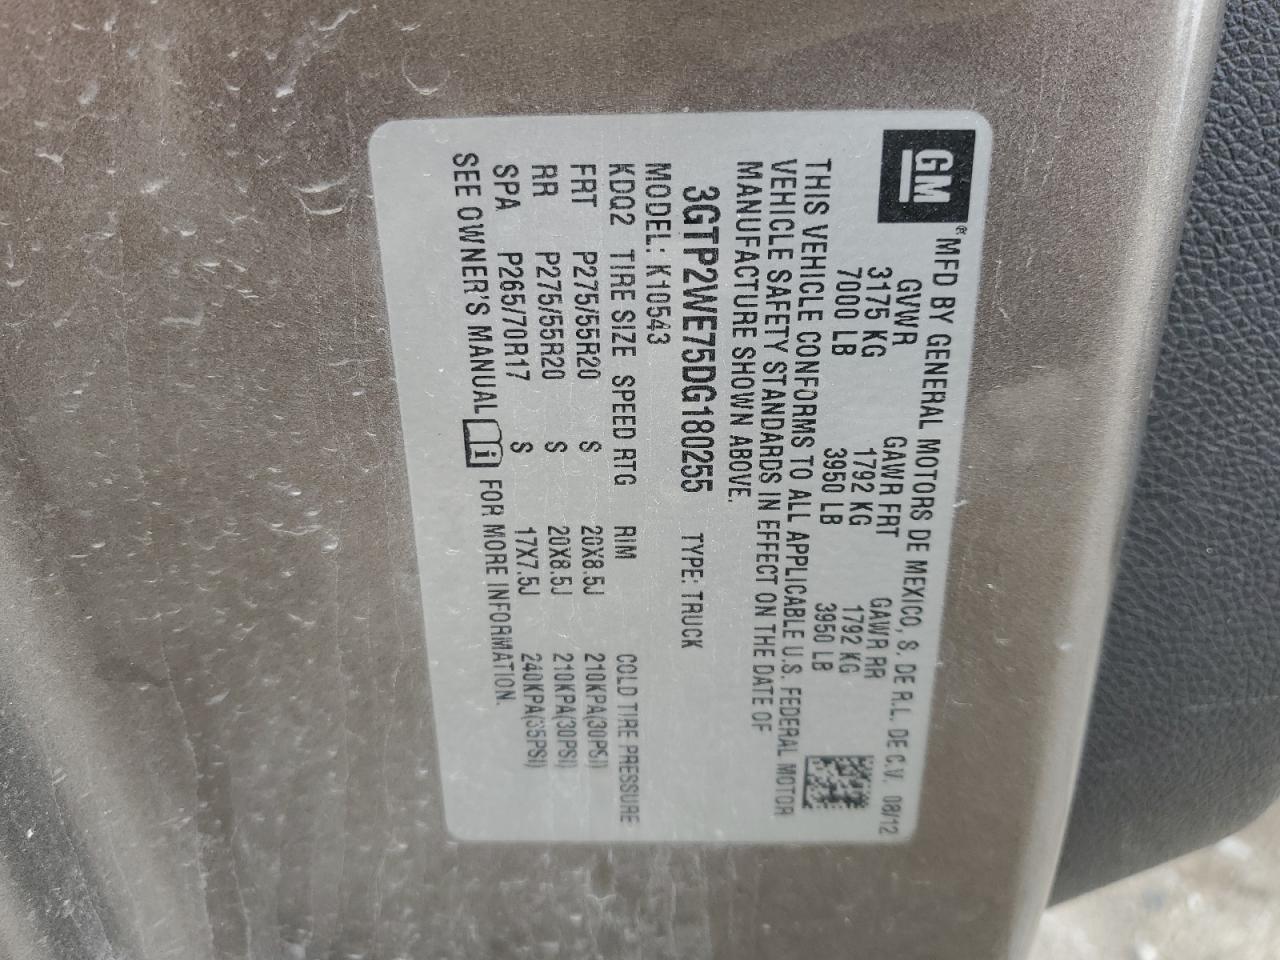 GM
® MFD BY GENERAL MOTORS DE MEXICO, S. DE R.L. DE C.V. 08/12
GVWR GAWR FRT GAWR RR
3175 KG 1792 KG 1792 KG
7000 LB 3950 LB 3950 LB
THIS VEHICLE CONFORMS TO ALL APPLICABLE U.S. FEDERAL MOTOR
VEHICLE SAFETY STANDARDS IN EFFECT ON THE DATE OF
MANUFACTURE SHOWN ABOVE.
3GTP2WE75DG180255 TYPE: TRUCK
MODEL: K10543
KDQ2 TIRE SIZE SPEED RTG RIM COLD TIRE PRESSURE
FRT P275/55R20 S 20X8.5J 210KPA(30PSI)
RR P275/55R20 S 20X8.5J 210KPA(30PSI)
SPA P265/70R17 S 17X7.5J 240KPA(35PSI)
SEE OWNER'S MANUAL i FOR MORE INFORMATION.